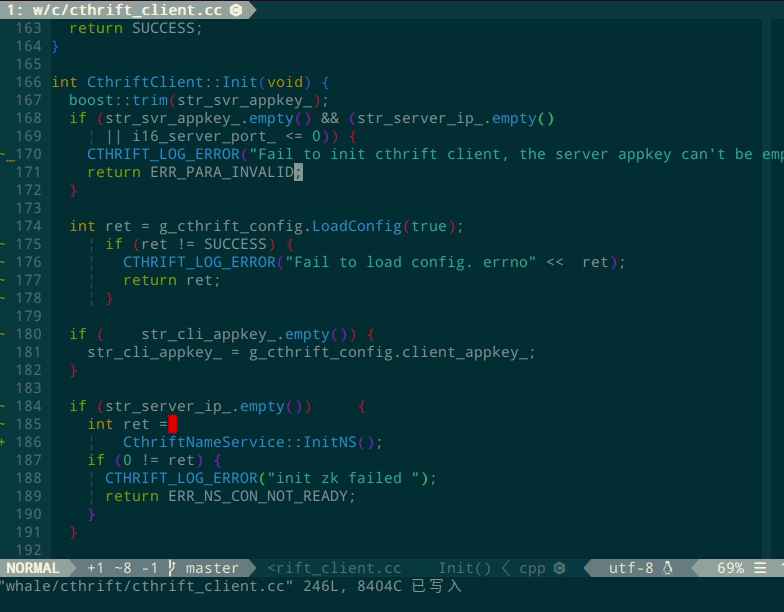 1: w/c/cthrift_client.cc
163 return SUCCESS;
164 }
165
166 int CthriftClient::Init(void) {
167 boost::trim(str_svr_appkey_);
168 if (str_svr_appkey_.empty() && (str_server_ip_.empty()
169 ¦ || i16_server_port_ <= 0)) {
~_170 CTHRIFT_LOG_ERROR("Fail to init cthrift client, the server appkey can't be emp
171 return ERR_PARA_INVALID;
172 }
173
174 int ret = g_cthrift_config.LoadConfig(true);
~ 175 ¦ if (ret != SUCCESS) {
~ 176 ¦ CTHRIFT_LOG_ERROR("Fail to load config. errno" << ret);
~ 177 ¦ return ret;
~ 178 ¦ }
179
~ 180 if ( str_cli_appkey_.empty()) {
181 str_cli_appkey_ = g_cthrift_config.client_appkey_;
182 }
183
~ 184 if (str_server_ip_.empty()) {
~ 185 int ret =
+ 186 ¦ CthriftNameService::InitNS();
187 if (0 != ret) {
188 ¦ CTHRIFT_LOG_ERROR("init zk failed ");
189 ¦ return ERR_NS_CON_NOT_READY;
190 }
191 }
192
NORMAL +1 ~8 -1 master <rift_client.cc Init() cpp utf-8 69% ☰
"whale/cthrift/cthrift_client.cc" 246L, 8404C 已写入